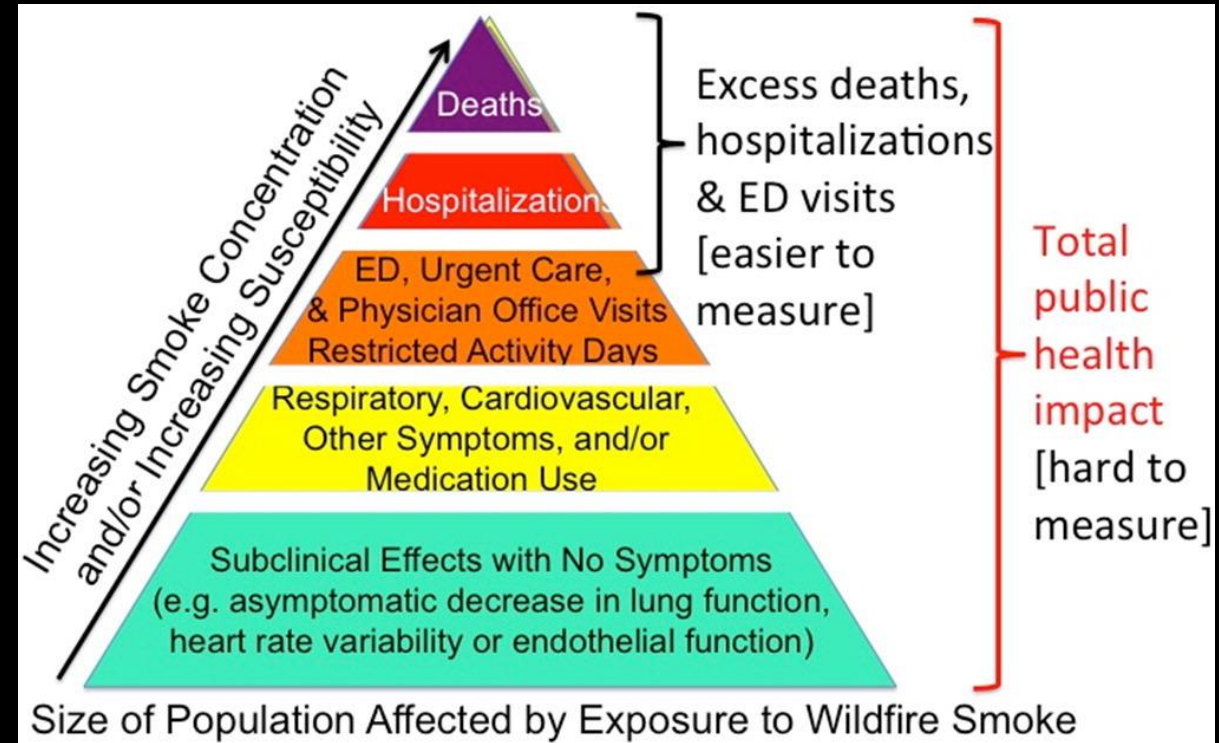 Increasing Smoke Concentration
and/or Increasing Susceptibility
Deaths
Hospitalizations
ED, Urgent Care,
& Physician Office Visits
Restricted Activity Days
Respiratory, Cardiovascular,
Other Symptoms, and/or
Medication Use
Subclinical Effects with No Symptoms
(e.g. asymptomatic decrease in lung function,
heart rate variability or endothelial function)
Excess deaths,
hospitalizations
& ED visits
[easier to
measure]
Total
public
health
impact
[hard to
measure]
Size of Population Affected by Exposure to Wildfire Smoke